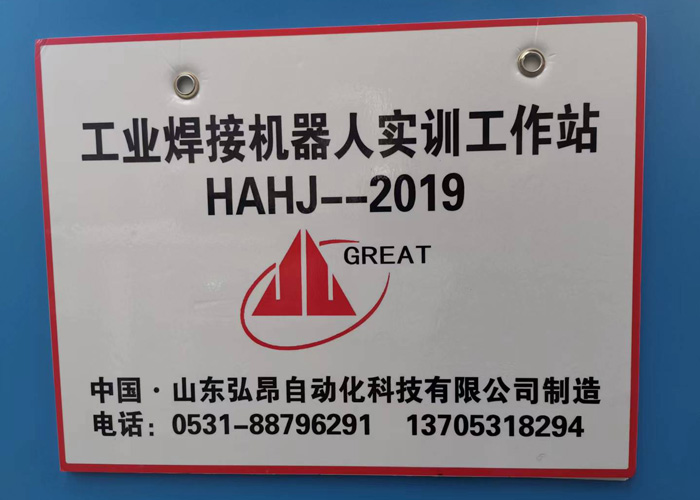 工业焊接机器人实训工作站
HAHJ--2019
GREAT
中国·山东弘昂自动化科技有限公司制造
电话：0531-88796291 13705318294